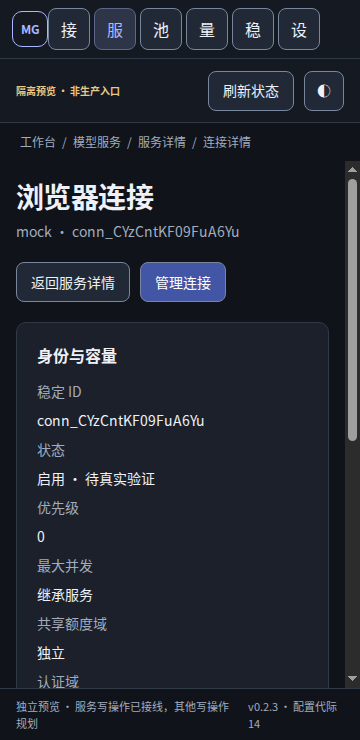 MG 接 服 池 量 稳 设
隔离预览 · 非生产入口 刷新状态
工作台 / 模型服务 / 服务详情 / 连接详情
浏览器连接
mock · conn_CYzCntKF09FuA6Yu
返回服务详情 管理连接
身份与容量
稳定 ID
conn_CYzCntKF09FuA6Yu
状态
启用 · 待真实验证
优先级
0
最大并发
继承服务
共享额度域
独立
认证域
独立预览 · 服务写操作已接线，其他写操作 v0.2.3 · 配置代际
规划 14